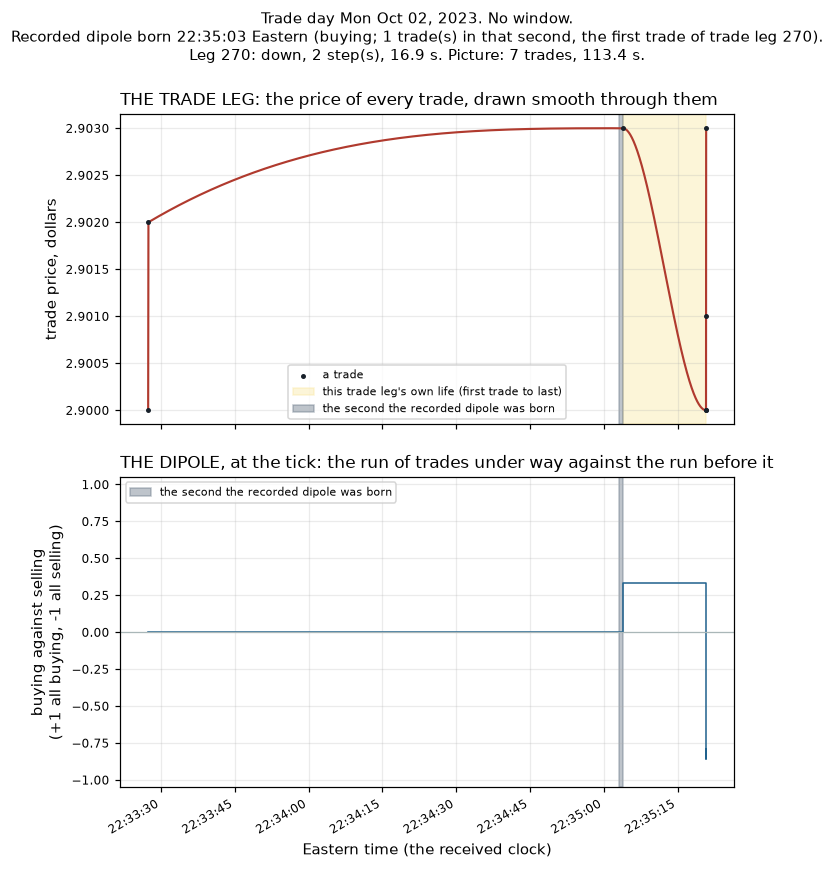 Trade day Mon Oct 02, 2023. No window.
Recorded dipole born 22:35:03 Eastern (buying; 1 trade(s) in that second, the first trade of trade leg 270).
Leg 270: down, 2 step(s), 16.9 s. Picture: 7 trades, 113.4 s.
THE TRADE LEG: the price of every trade, drawn smooth through them
trade price, dollars
2.9030
2.9025
2.9020
2.9015
2.9010
2.9005
2.9000
a trade
this trade leg's own life (first trade to last)
the second the recorded dipole was born
THE DIPOLE, at the tick: the run of trades under way against the run before it
buying against selling
(+1 all buying, -1 all selling)
1.00
0.75
0.50
0.25
0.00
−0.25
−0.50
−0.75
−1.00
the second the recorded dipole was born
22:33:30
22:33:45
22:34:00
22:34:15
22:34:30
22:34:45
22:35:00
22:35:15
Eastern time (the received clock)